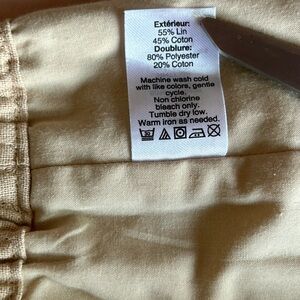 Extérieur:
55% Lin
45% Coton
Doublure:
80% Polyester
20% Coton
Machine wash cold
with like colors, gentle
cycle.
Non chlorine
bleach only.
Tumble dry low.
Warm iron as needed.